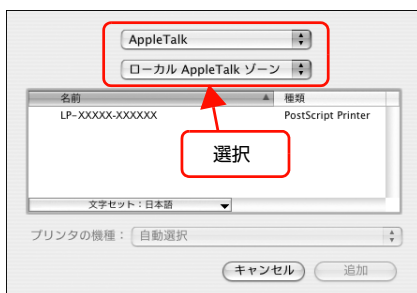 AppleTalk
ローカル AppleTalk ゾーン
名前 種類
LP-XXXXX-XXXXXX PostScript Printer
選択
文字セット：日本語
プリンタの機種： 自動選択
キャンセル 追加